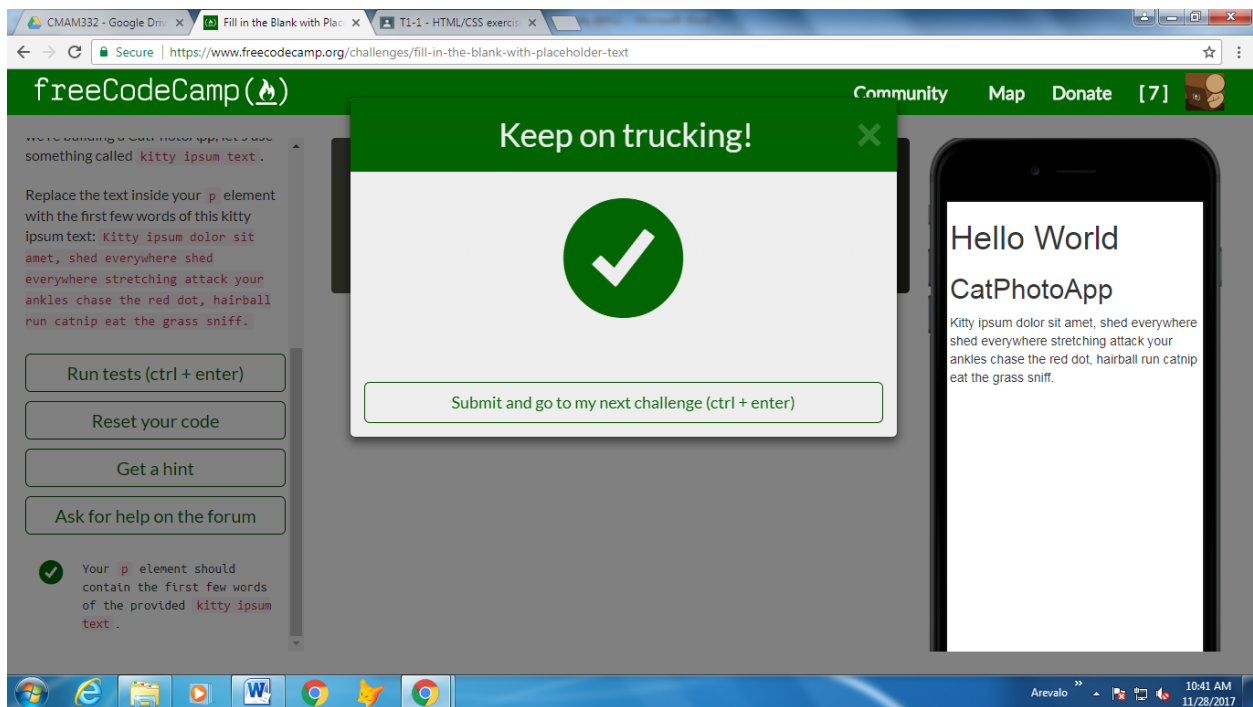 CMAM332 - Google Driv
Fill in the Blank with Plac
T1-1 - HTML/CSS exercis
Secure | https://www.freecodecamp.org/challenges/fill-in-the-blank-with-placeholder-text
freeCodeCamp( )
Community Map Donate [ 7 ]
Keep on trucking!
something called kitty ipsum text.
Replace the text inside your p element
with the first few words of this kitty
ipsum text: Kitty ipsum dolor sit
amet, shed everywhere shed
everywhere stretching attack your
ankles chase the red dot, hairball
run catnip eat the grass sniff.
Run tests (ctrl + enter)
Reset your code
Get a hint
Ask for help on the forum
Your p element should
contain the first few words
of the provided kitty ipsum
text.
Submit and go to my next challenge (ctrl + enter)
Hello World
CatPhotoApp
Kitty ipsum dolor sit amet, shed everywhere
shed everywhere stretching attack your
ankles chase the red dot, hairball run catnip
eat the grass sniff.
Arevalo
10:41 AM
11/28/2017